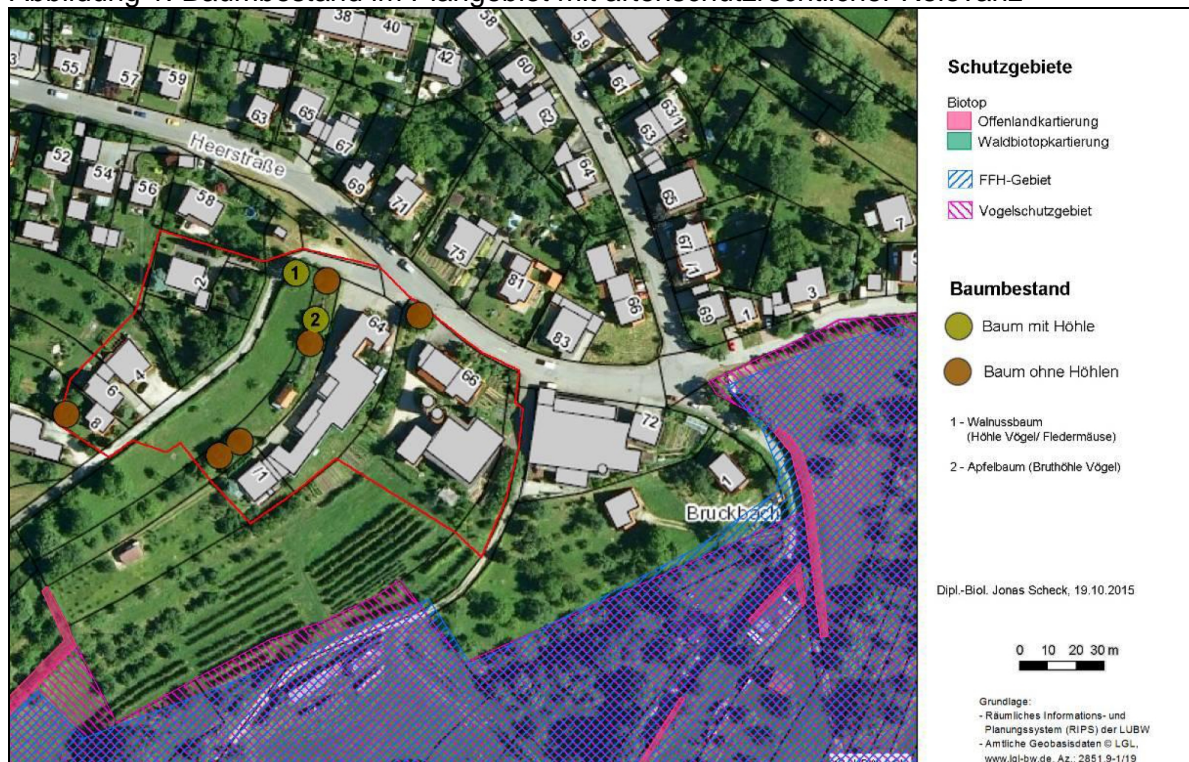 Abbildung 1: Baumbestand im Plangebiet mit artenschutzrechtlicher Relevanz
38
40
42
58
59
60
61
62
63/1
63
55
57
59
63
65
67
Heerstraße
52
54
56
58
69
71
64
65
7
2
1
75
81
67/1
66
69
1
3
83
2
64
4
6
8
66
72
/1
1
Bruckbach
Schutzgebiete
Biotop
Offenlandkartierung
Waldbiotopkartierung
FFH-Gebiet
Vogelschutzgebiet
Baumbestand
Baum mit Höhle
Baum ohne Höhlen
1 - Walnussbaum
(Höhle Vögel/ Fledermäuse)
2 - Apfelbaum (Bruthöhle Vögel)
Dipl.-Biol. Jonas Scheck, 19.10.2015
0 10 20 30 m
Grundlage:
- Räumliches Informations- und
Planungssystem (RIPS) der LUBW
- Amtliche Geobasisdaten © LGL,
www.lgl-bw.de, Az.: 2851.9-1/19